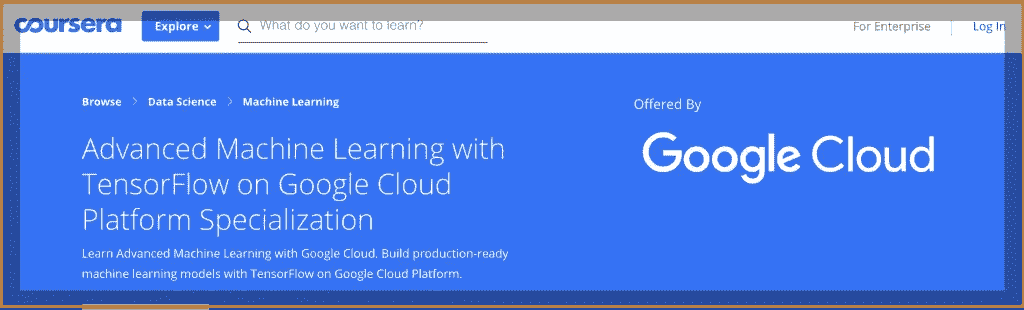 coursera Explore What do you want to learn? For Enterprise Log In
Browse > Data Science > Machine Learning
Offered By
Google Cloud
Advanced Machine Learning with
TensorFlow on Google Cloud
Platform Specialization
Learn Advanced Machine Learning with Google Cloud. Build production-ready
machine learning models with TensorFlow on Google Cloud Platform.